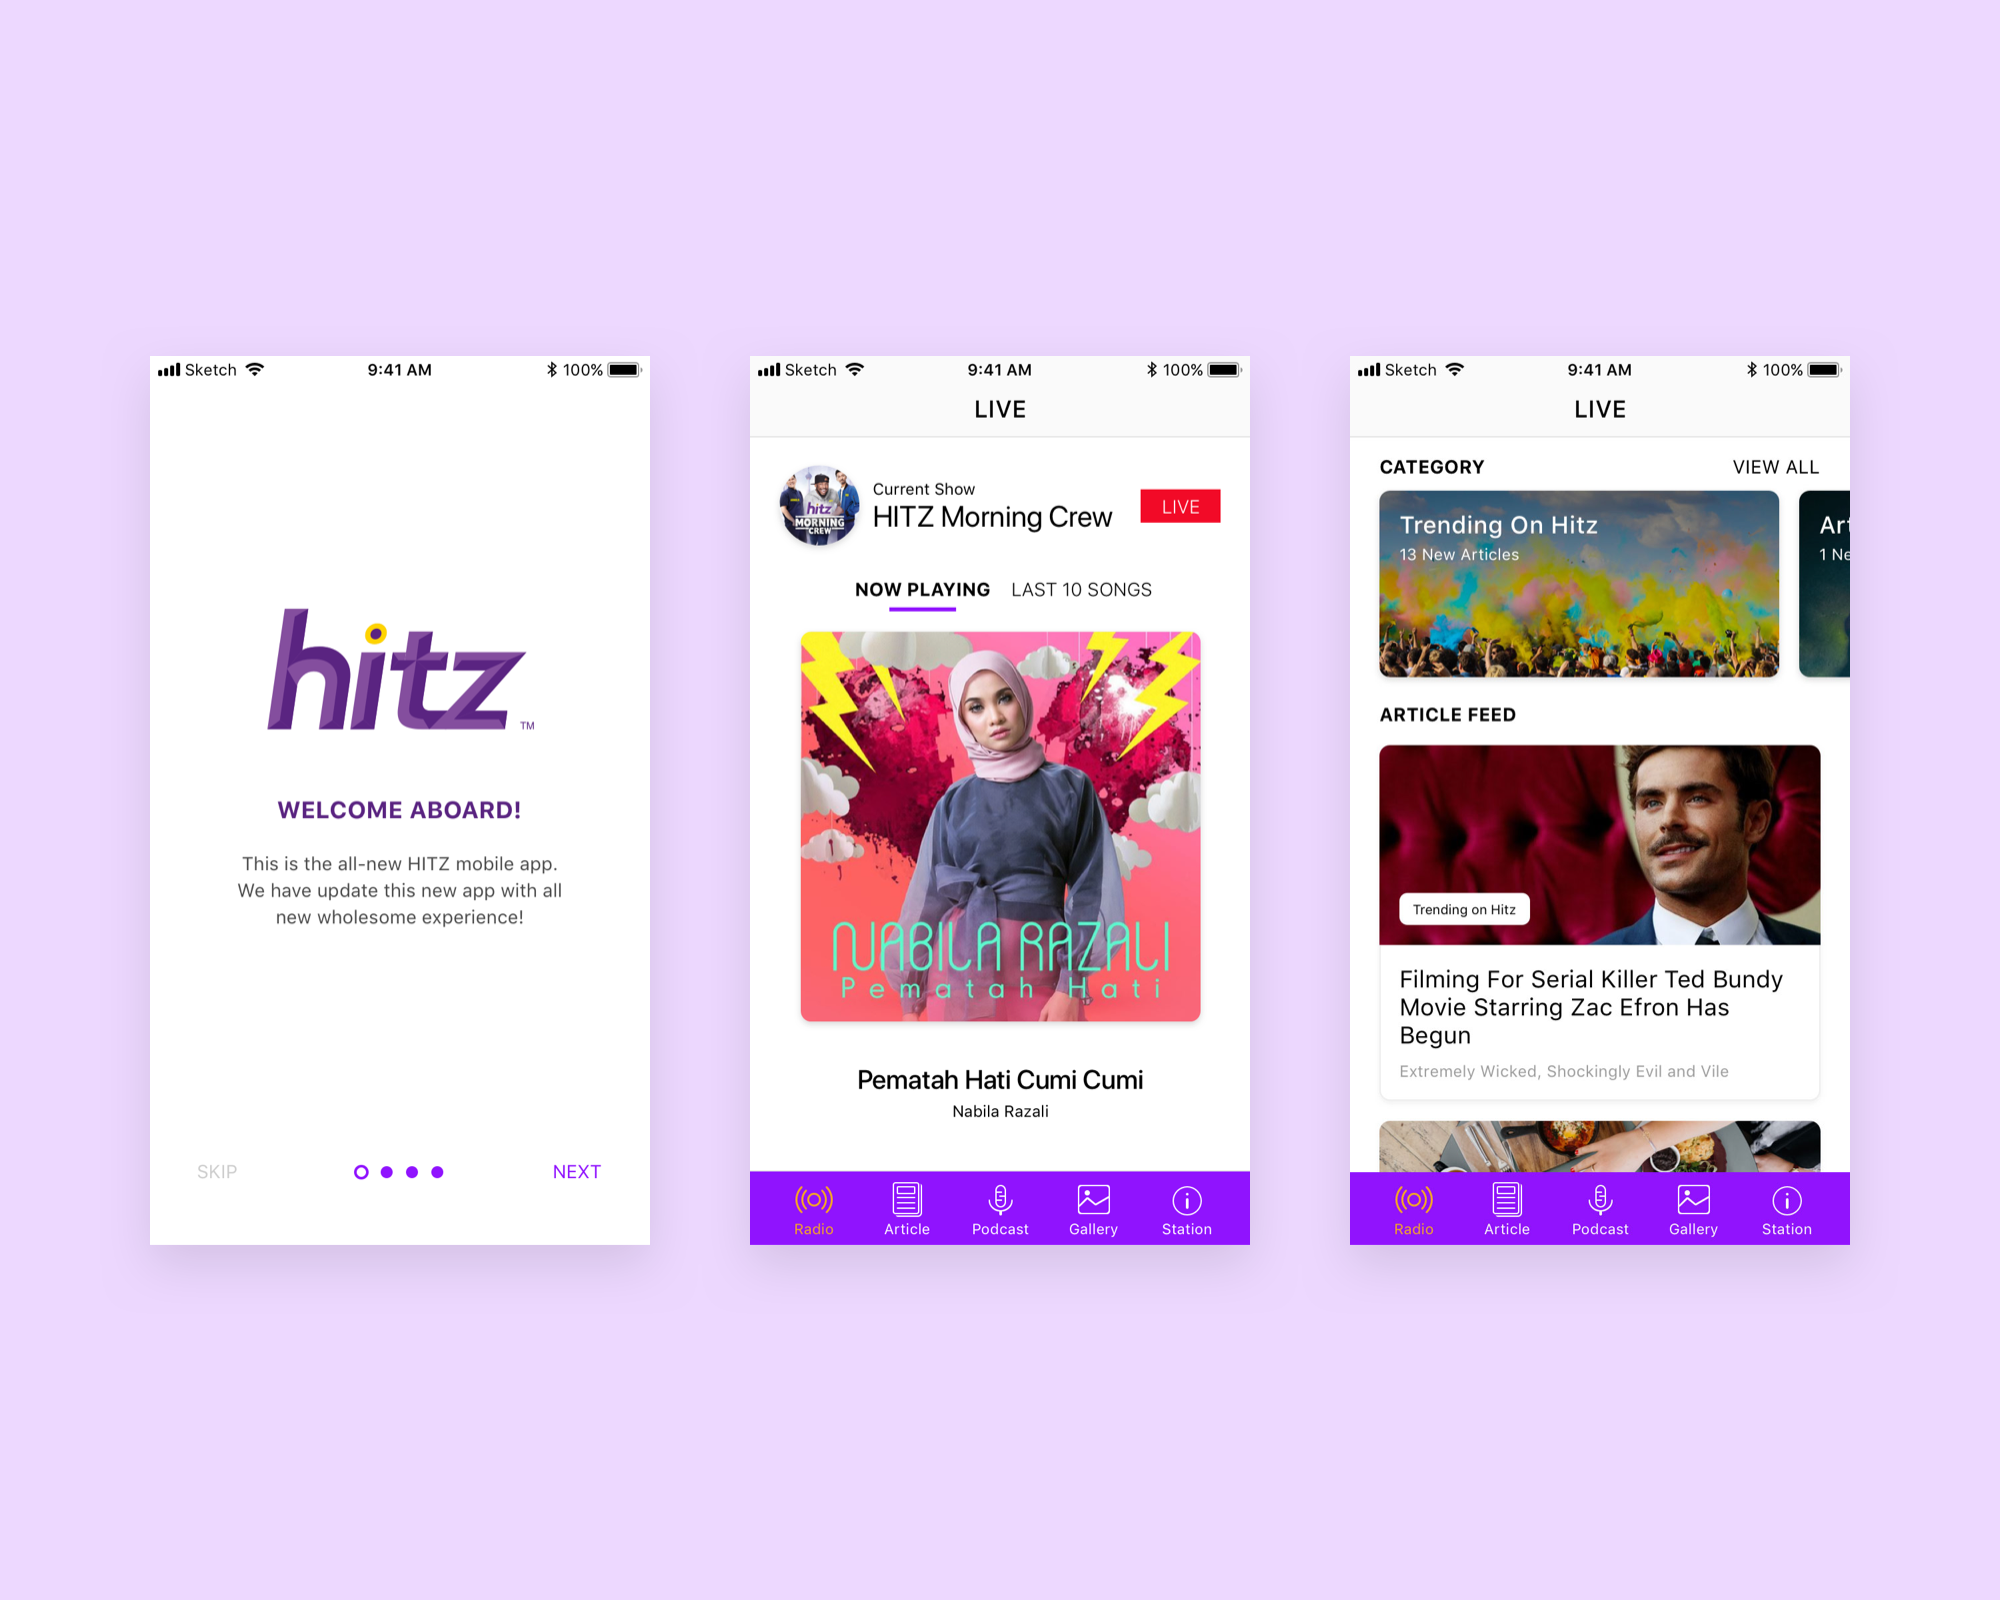 Sketch 9:41 AM 100%
hitz TM
WELCOME ABOARD!
This is the all-new HITZ mobile app.
We have update this new app with all
new wholesome experience!
SKIP NEXT
Sketch 9:41 AM 100%
LIVE
hitz
MORNING
CREW
Current Show
HITZ Morning Crew
LIVE
NOW PLAYING LAST 10 SONGS
NABILA RAZALI
Pematah Hati
Pematah Hati Cumi Cumi
Nabila Razali
Radio Article Podcast Gallery Station
Sketch 9:41 AM 100%
LIVE
CATEGORY VIEW ALL
Trending On Hitz
13 New Articles
Art
1 Ne
ARTICLE FEED
Trending on Hitz
Filming For Serial Killer Ted Bundy
Movie Starring Zac Efron Has
Begun
Extremely Wicked, Shockingly Evil and Vile
Radio Article Podcast Gallery Station